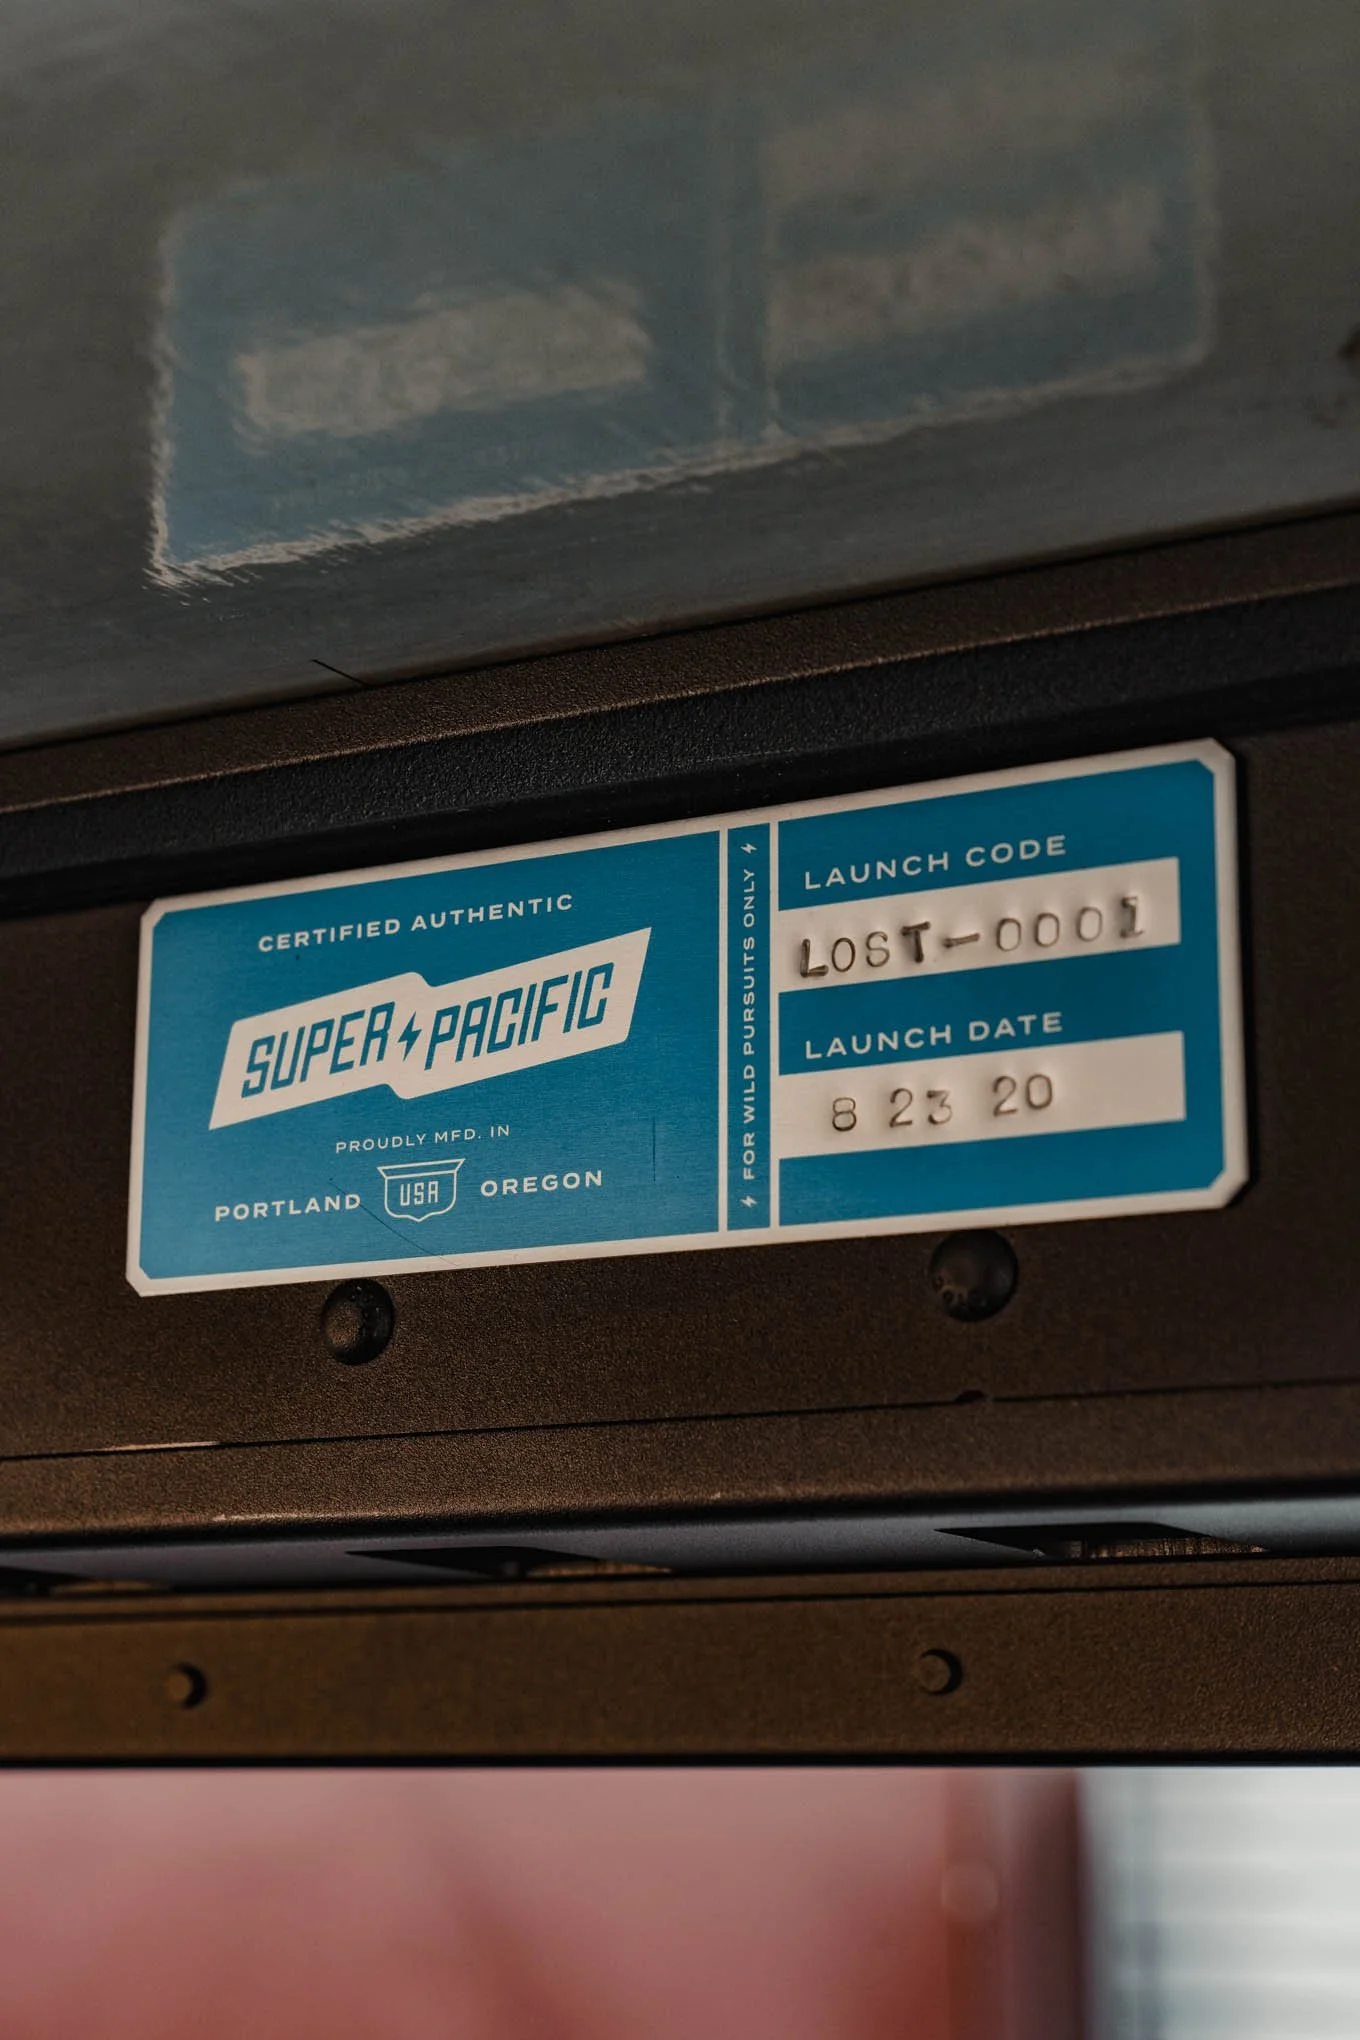 CERTIFIED AUTHENTIC
SUPER PACIFIC
PROUDLY MFD. IN
PORTLAND USA OREGON
FOR WILD PURSUITS ONLY
LAUNCH CODE
LOST-0001
LAUNCH DATE
8 23 20